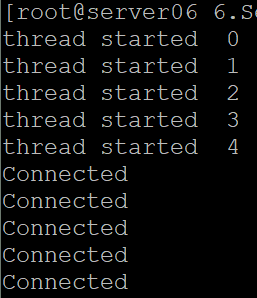 [root@server06 6.Se
thread started  0
thread started  1
thread started  2
thread started  3
thread started  4
Connected
Connected
Connected
Connected
Connected